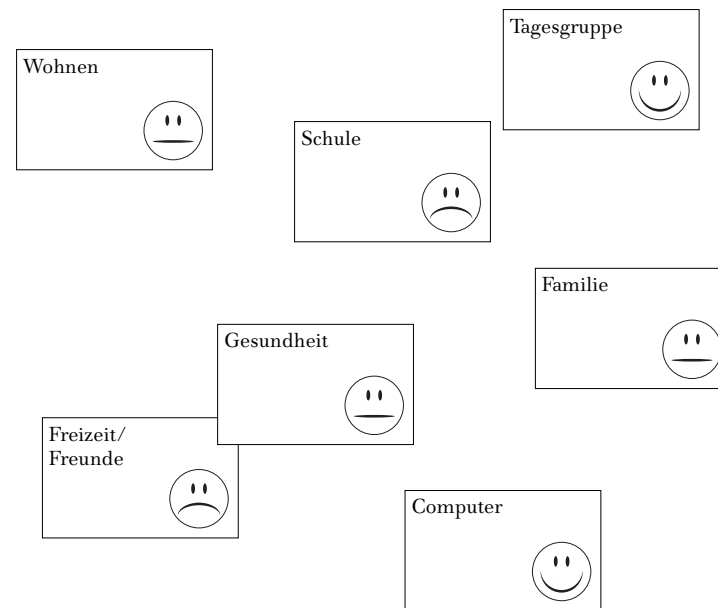 Tagesgruppe
Wohnen
Schule
Familie
Gesundheit
Freizeit/
Freunde
Computer